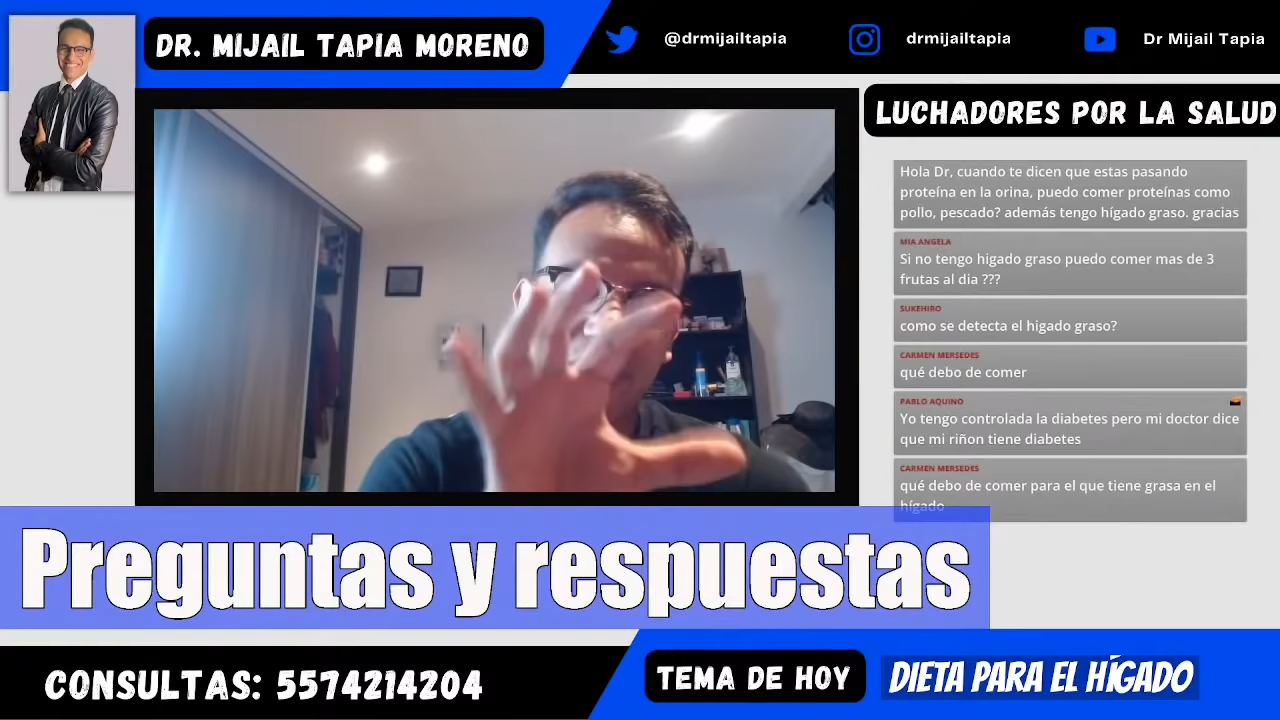 DR. MIJAIL TAPIA MORENO
@drmijailtapia
drmijailtapia
Dr Mijail Tapia
LUCHADORES POR LA SALUD
Hola Dr, cuando te dicen que estas pasando
proteína en la orina, puedo comer proteínas como
pollo, pescado? además tengo hígado graso. gracias
MIA ANGELA
Si no tengo higado graso puedo comer mas de 3
frutas al dia ???
SUKEHIRO
como se detecta el higado graso?
CARMEN MERSEDES
qué debo de comer
PABLO AQUINO
Yo tengo controlada la diabetes pero mi doctor dice
que mi riñon tiene diabetes
CARMEN MERSEDES
qué debo de comer para el que tiene grasa en el
hígado
Preguntas y respuestas
CONSULTAS: 5574214204
TEMA DE HOY
DIETA PARA EL HÍGADO